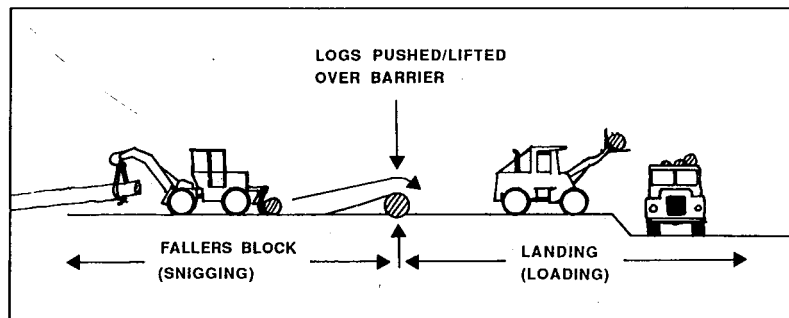 LOGS PUSHED/LIFTED
OVER BARRIER
FALLERS BLOCK
(SNIGGING)
LANDING
(LOADING)